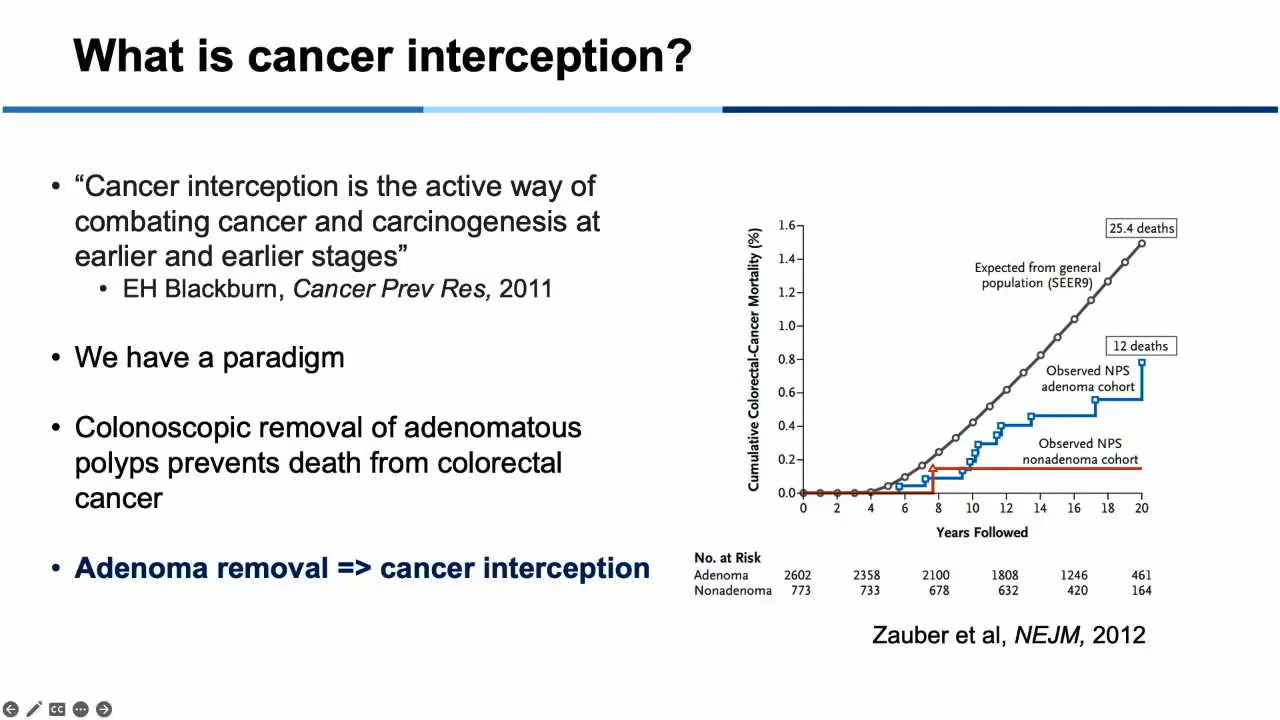 What is cancer interception?
• “Cancer interception is the active way of
combating cancer and carcinogenesis at
earlier and earlier stages”
• EH Blackburn, Cancer Prev Res, 2011
• We have a paradigm
• Colonoscopic removal of adenomatous
polyps prevents death from colorectal
cancer
• Adenoma removal => cancer interception
Cumulative Colorectal-Cancer Mortality (%)
1.6
1.4
1.2
1.0
0.8
0.6
0.4
0.2
0.0
25.4 deaths
Expected from general
population (SEER9)
12 deaths
Observed NPS
adenoma cohort
Observed NPS
nonadenoma cohort
0 2 4 6 8 10 12 14 16 18 20
Years Followed
No. at Risk
Adenoma 2602 2358 2100 1808 1246 461
Nonadenoma 773 733 678 632 420 164
Zauber et al, NEJM, 2012
CC